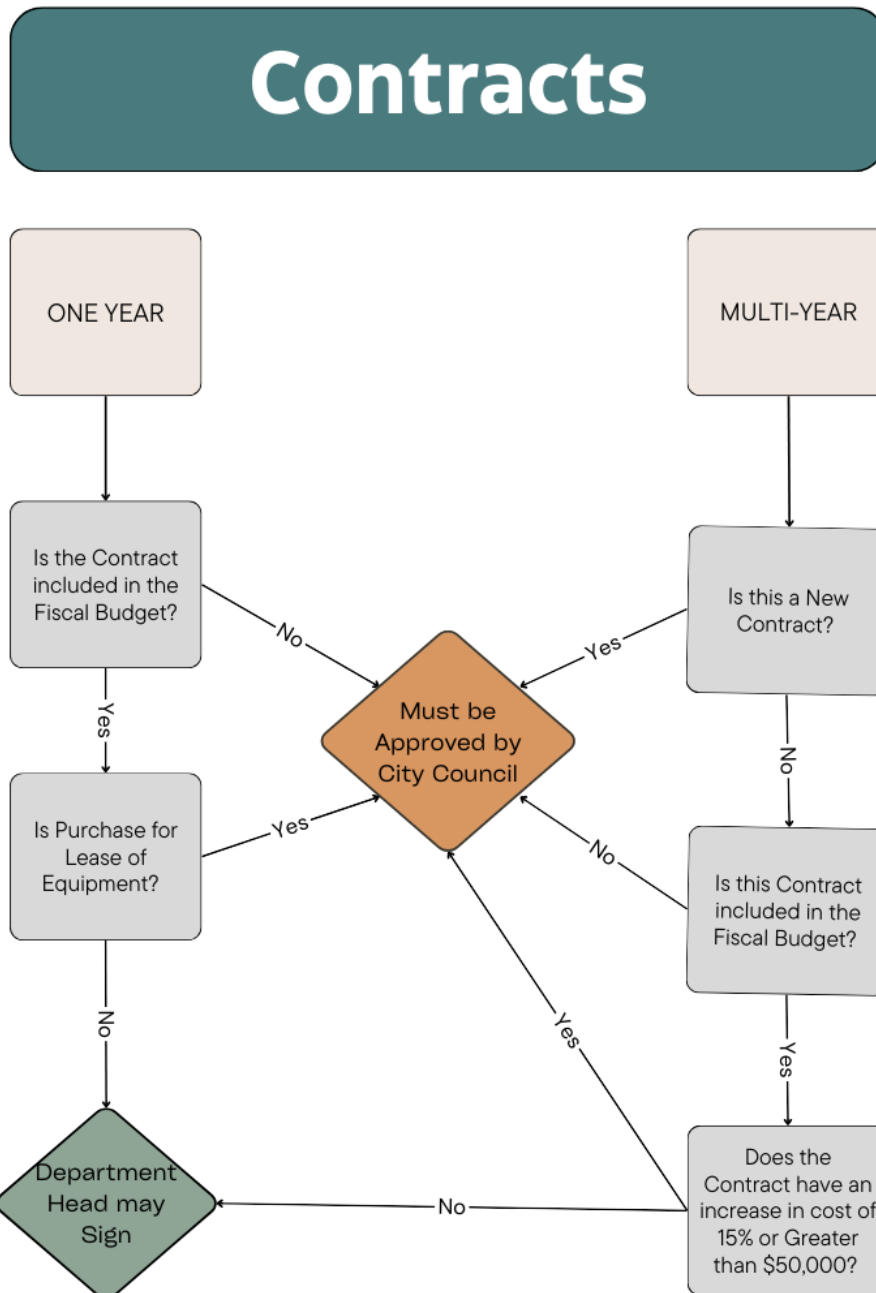 Contracts
ONE YEAR
MULTI-YEAR
Is the Contract
included in the
Fiscal Budget?
No
Yes
Is this a New
Contract?
Must be
Approved by
City Council
Yes
No
Is Purchase for
Lease of
Equipment?
Yes
No
Is this Contract
included in the
Fiscal Budget?
No
Yes
Yes
Does the
Contract have an
increase in cost of
15% or Greater
than $50,000?
No
Department
Head may
Sign